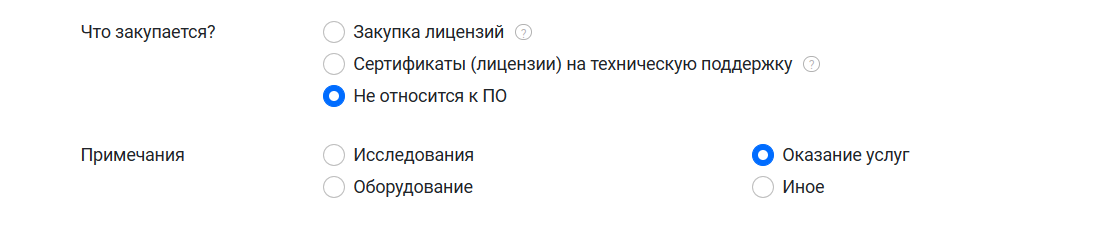 Что закупается?
Закупка лицензий ?
Сертификаты (лицензии) на техническую поддержку ?
Не относится к ПО
Примечания
Исследования
Оказание услуг
Оборудование
Иное